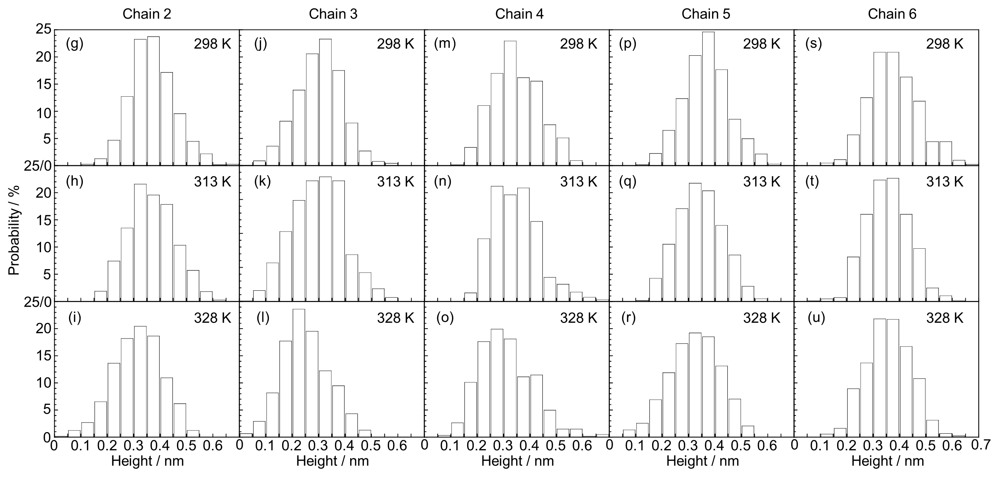 Chain 2 Chain 3 Chain 4 Chain 5 Chain 6
25
(g) 298 K (j) 298 K (m) 298 K (p) 298 K (s) 298 K
20
15
10
5
25/0
(h) 313 K (k) 313 K (n) 313 K (q) 313 K (t) 313 K
20
15
10
5
25/0
(i) 328 K (l) 328 K (o) 328 K (r) 328 K (u) 328 K
20
15
10
5
0
Probability / %
0 0.1 0.2 0.3 0.4 0.5 0.6 0 0.1 0.2 0.3 0.4 0.5 0.6 0 0.1 0.2 0.3 0.4 0.5 0.6 0 0.1 0.2 0.3 0.4 0.5 0.6 0 0.1 0.2 0.3 0.4 0.5 0.6 0.7
Height / nm Height / nm Height / nm Height / nm Height / nm